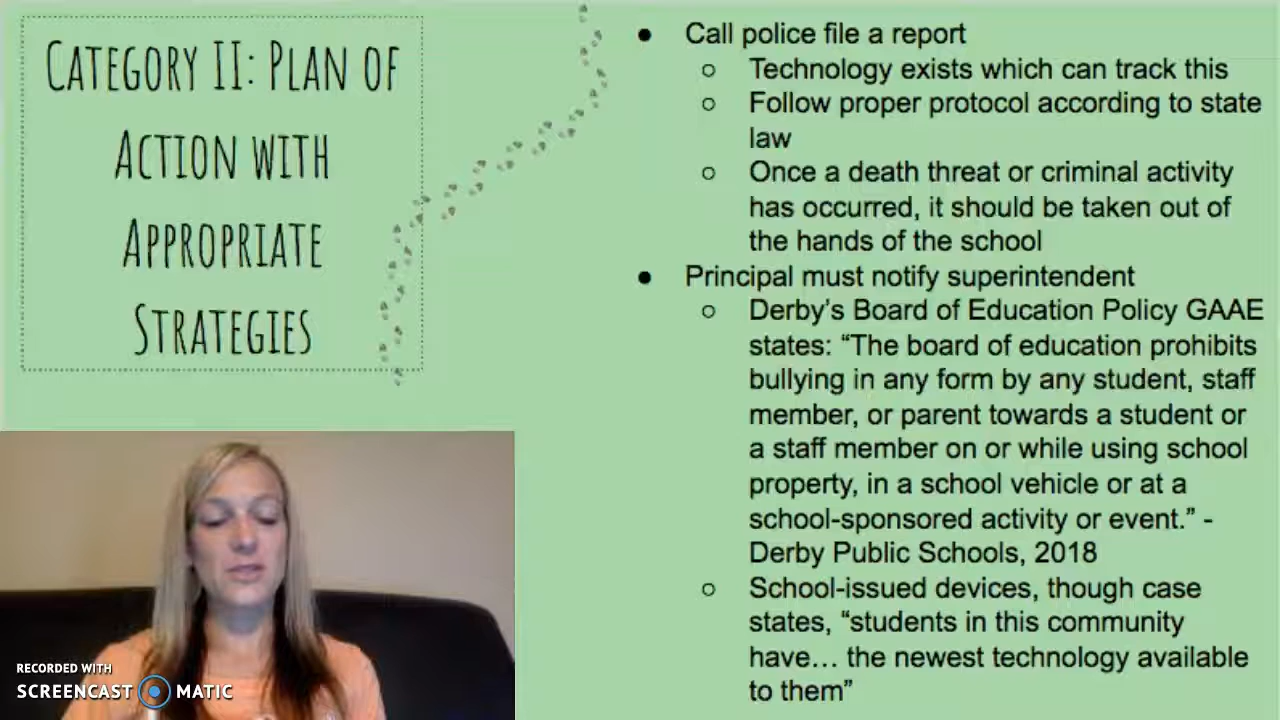 CATEGORY II: PLAN OF
ACTION WITH
APPROPRIATE
STRATEGIES
● Call police file a report
○ Technology exists which can track this
○ Follow proper protocol according to state
law
○ Once a death threat or criminal activity
has occurred, it should be taken out of
the hands of the school
● Principal must notify superintendent
○ Derby’s Board of Education Policy GAAE
states: “The board of education prohibits
bullying in any form by any student, staff
member, or parent towards a student or
a staff member on or while using school
property, in a school vehicle or at a
school-sponsored activity or event.” -
Derby Public Schools, 2018
○ School-issued devices, though case
states, “students in this community
have… the newest technology available
to them”
RECORDED WITH
SCREENCAST MATIC